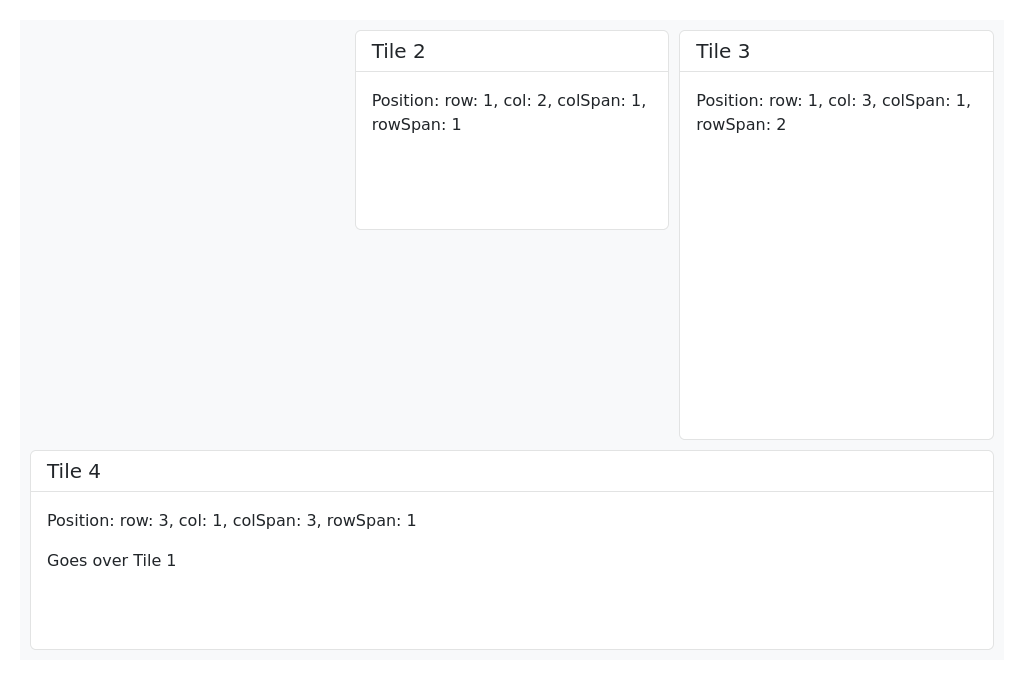 Tile 2
Position: row: 1, col: 2, colSpan: 1,
rowSpan: 1
Tile 3
Position: row: 1, col: 3, colSpan: 1,
rowSpan: 2
Tile 4
Position: row: 3, col: 1, colSpan: 3, rowSpan: 1
Goes over Tile 1